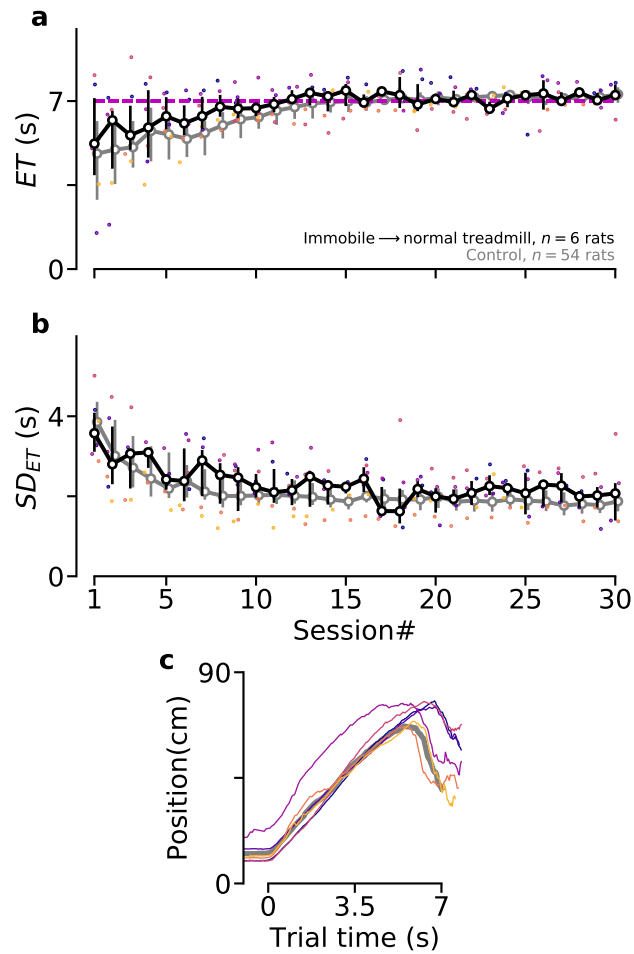 a
ET (s)
7
0
Immobile → normal treadmill, n = 6 rats
Control, n = 54 rats
b
SD_ET (s)
4
0
1 5 10 15 20 25 30
Session#
c
Position(cm)
90
0
0 3.5 7
Trial time (s)